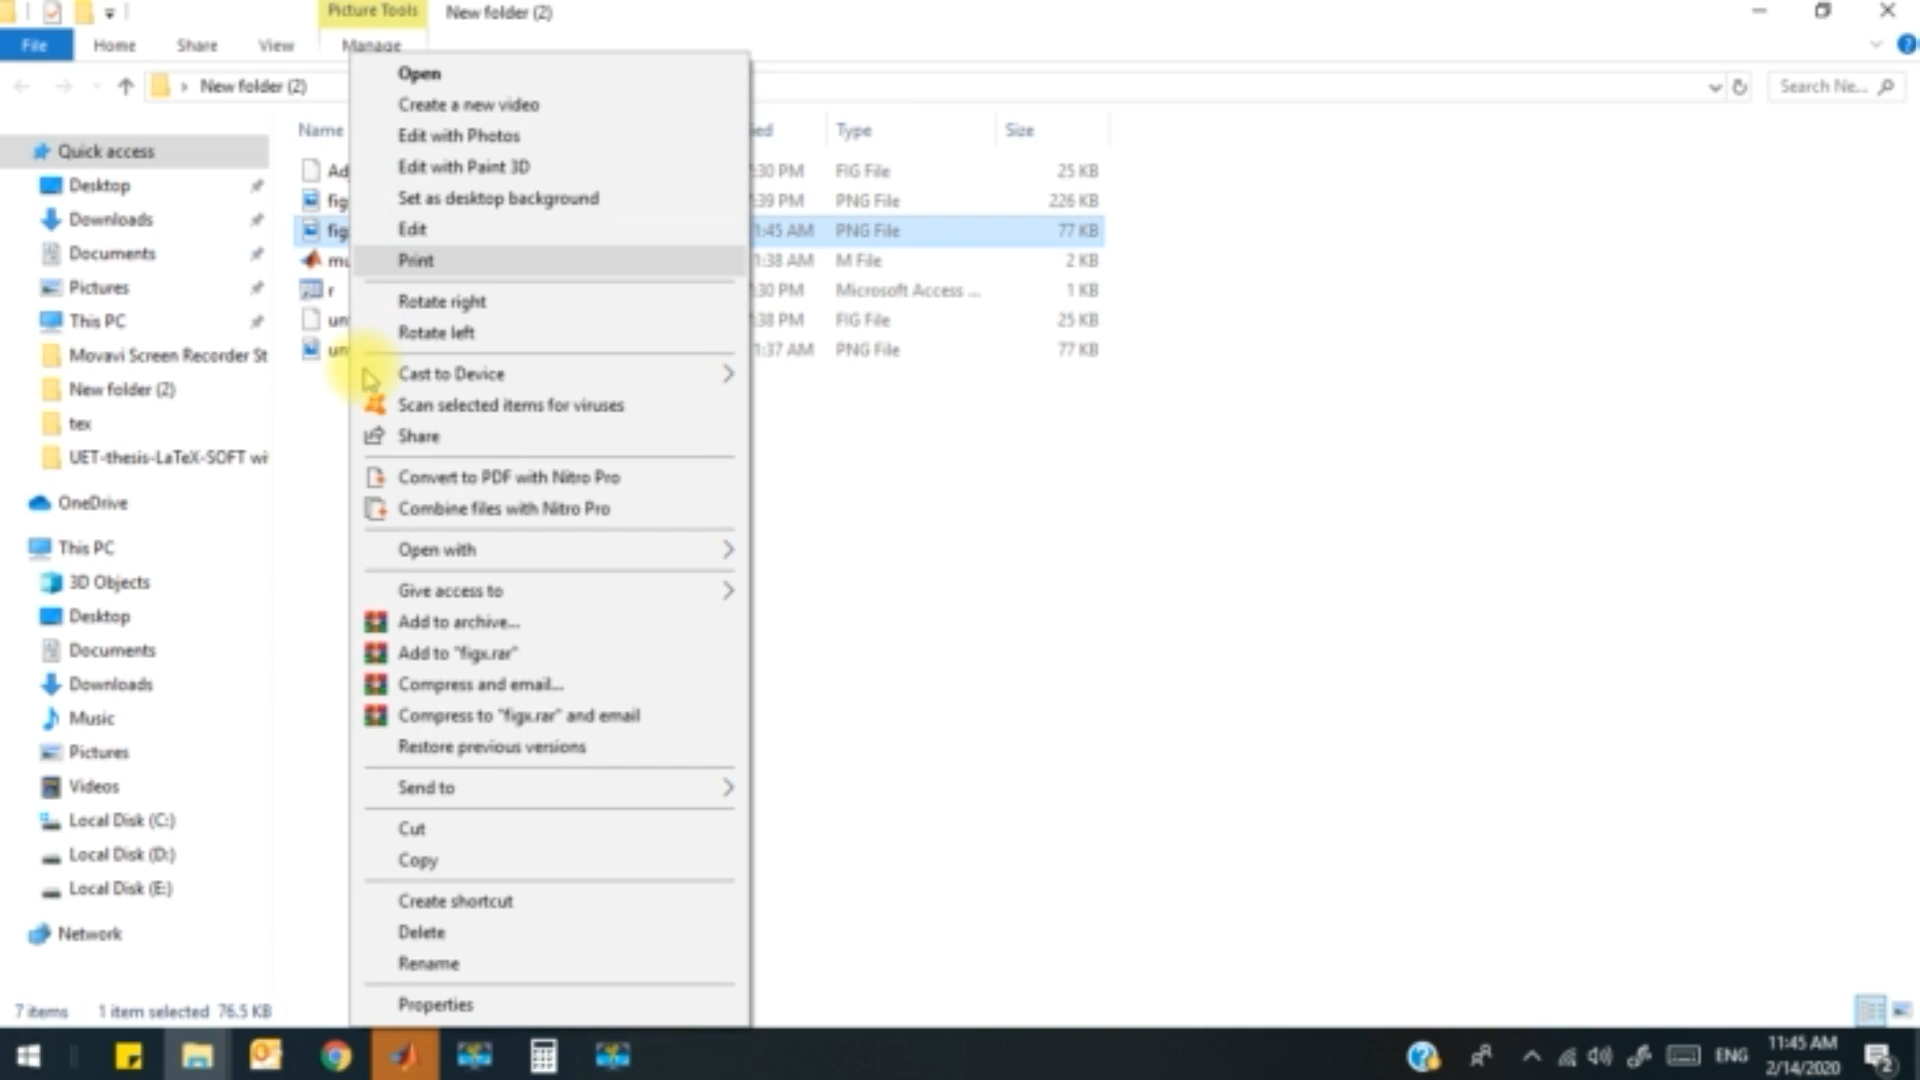 Picture Tools New folder (2)
File Home Share View Manage
New folder (2) Search Ne...
Name Type Size
Quick access
Desktop
Downloads
Documents
Pictures
This PC
Movavi Screen Recorder St
New folder (2)
tex
UET-thesis-LaTeX-SOFT wi
OneDrive
This PC
3D Objects
Desktop
Documents
Downloads
Music
Pictures
Videos
Local Disk (C:)
Local Disk (D:)
Local Disk (E:)
Network
Ad :30 PM FIG File 25 KB
fig :39 PM PNG File 226 KB
fig 1:45 AM PNG File 77 KB
mu 1:38 AM M File 2 KB
r :30 PM Microsoft Access ... 1 KB
un :38 PM FIG File 25 KB
un 1:37 AM PNG File 77 KB
Open
Create a new video
Edit with Photos
Edit with Paint 3D
Set as desktop background
Edit
Print
Rotate right
Rotate left
Cast to Device
Scan selected items for viruses
Share
Convert to PDF with Nitro Pro
Combine files with Nitro Pro
Open with
Give access to
Add to archive...
Add to "figx.rar"
Compress and email...
Compress to "figx.rar" and email
Restore previous versions
Send to
Cut
Copy
Create shortcut
Delete
Rename
Properties
7 items 1 item selected 76.5 KB
ENG
11:45 AM
2/14/2020
2